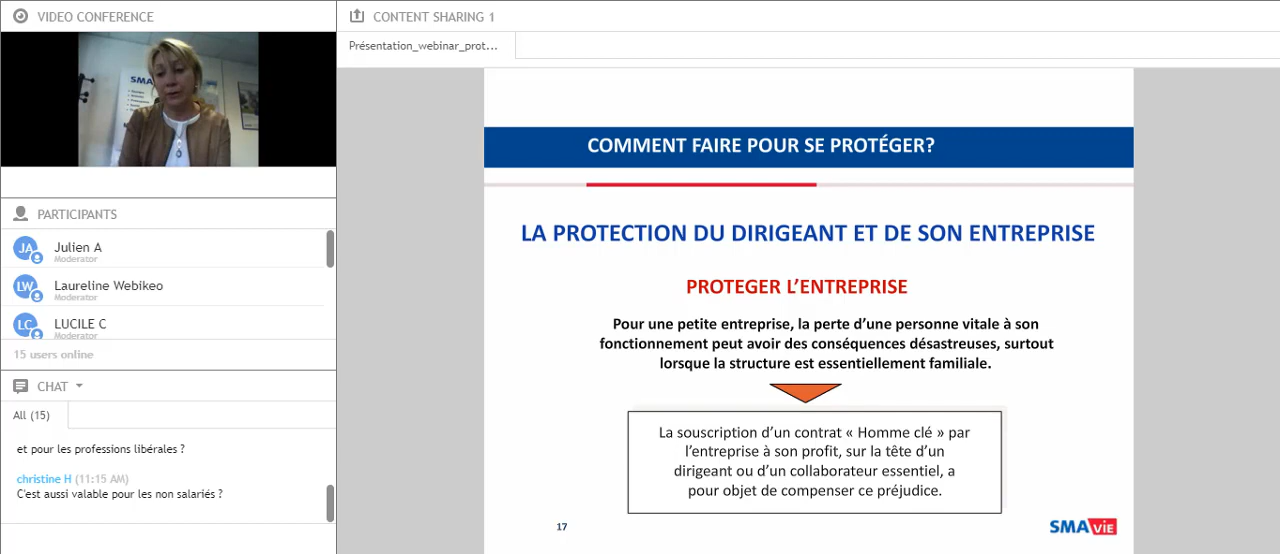 VIDEO CONFERENCE
SMA
PARTICIPANTS
JA
Julien A
Moderator
LW
Laureline Webikeo
Moderator
LC
LUCILE C
Moderator
15 users online
CHAT
All (15)
et pour les professions libérales ?
christine H (11:15 AM)
C'est aussi valable pour les non salariés ?
CONTENT SHARING 1
Présentation_webinar_prot...
COMMENT FAIRE POUR SE PROTÉGER?
LA PROTECTION DU DIRIGEANT ET DE SON ENTREPRISE
PROTEGER L’ENTREPRISE
Pour une petite entreprise, la perte d’une personne vitale à son
fonctionnement peut avoir des conséquences désastreuses, surtout
lorsque la structure est essentiellement familiale.
La souscription d’un contrat « Homme clé » par
l’entreprise à son profit, sur la tête d’un
dirigeant ou d’un collaborateur essentiel, a
pour objet de compenser ce préjudice.
17
SMA VIE